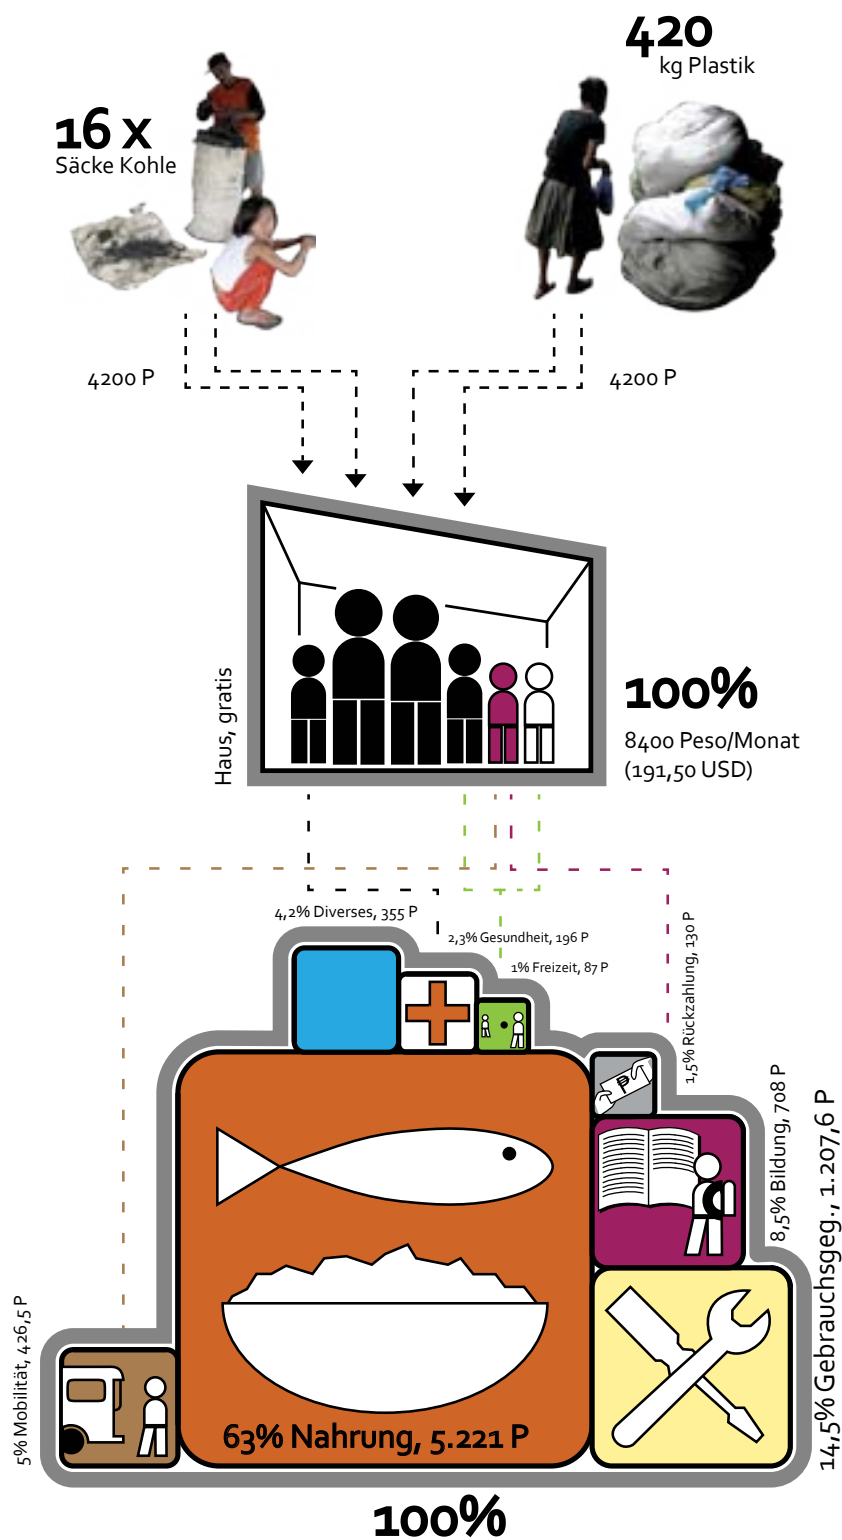 420
kg Plastik
16 x
Säcke Kohle
4200 P
4200 P
Haus, gratis
100%
8400 Peso/Monat
(191,50 USD)
4,2% Diverses, 355 P
2,3% Gesundheit, 196 P
1% Freizeit, 87 P
1,5% Rückzahlung, 130 P
8,5% Bildung, 708 P
14,5% Gebrauchsgeg., 1.207,6 P
5% Mobilität, 426,5 P
63% Nahrung, 5.221 P
100%